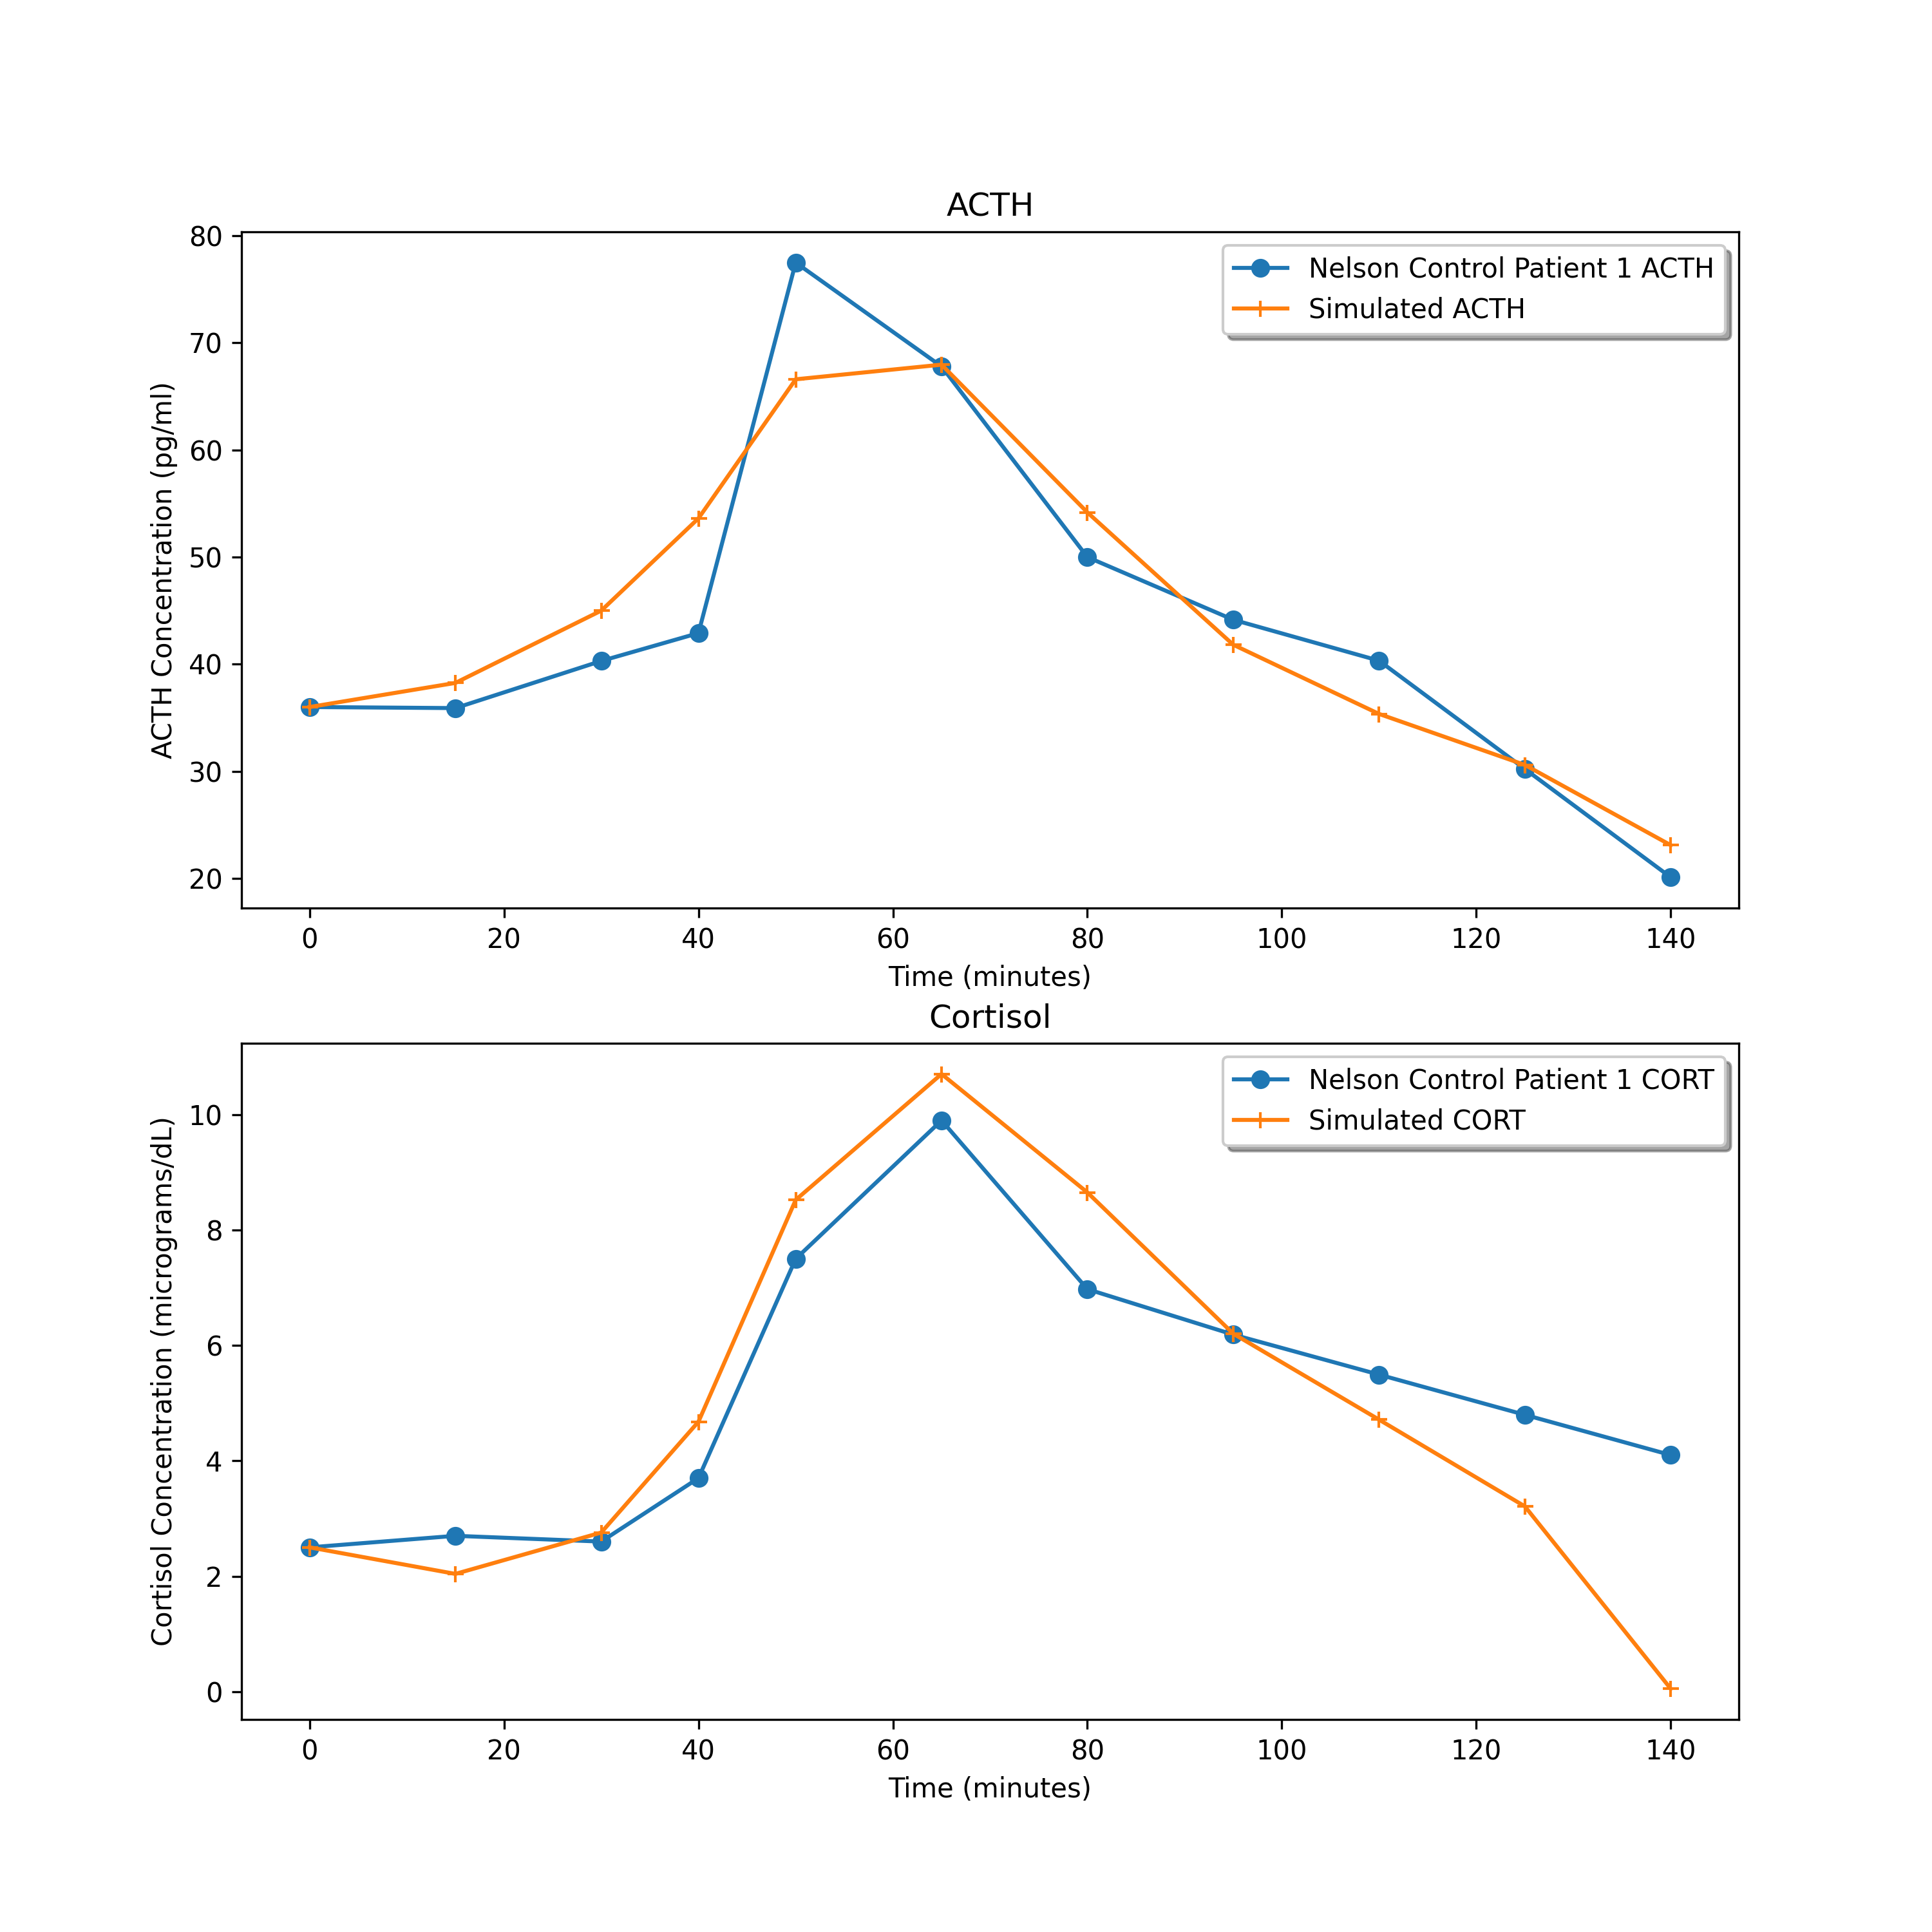 ACTH
80
70
60
50
40
30
20
ACTH Concentration (pg/ml)
Nelson Control Patient 1 ACTH
Simulated ACTH
0 20 40 60 80 100 120 140
Time (minutes)
Cortisol
10
8
6
4
2
0
Cortisol Concentration (micrograms/dL)
Nelson Control Patient 1 CORT
Simulated CORT
0 20 40 60 80 100 120 140
Time (minutes)